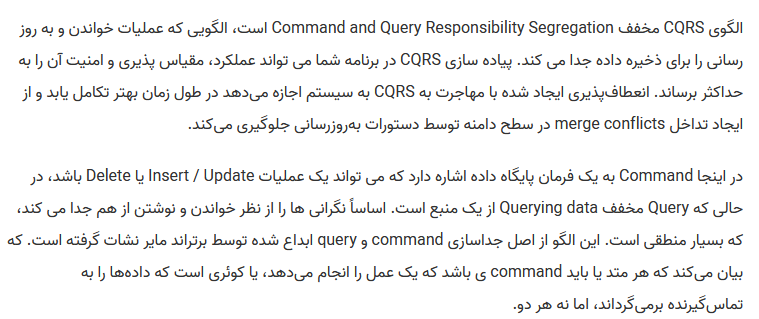 الگوی CQRS مخفف Command and Query Responsibility Segregation است، الگویی که عملیات خواندن و به روز
رسانی را برای ذخیره داده جدا می کند. پیاده سازی CQRS در برنامه شما می تواند عملکرد، مقیاس پذیری و امنیت آن را به
حداکثر برساند. انعطاف‌پذیری ایجاد شده با مهاجرت به CQRS به سیستم اجازه می‌دهد در طول زمان بهتر تکامل یابد و از
ایجاد تداخل merge conflicts در سطح دامنه توسط دستورات به‌روزرسانی جلوگیری می‌کند.
در اینجا Command به یک فرمان پایگاه داده اشاره دارد که می تواند یک عملیات Insert / Update یا Delete باشد، در
حالی که Query مخفف Querying data از یک منبع است. اساساً نگرانی ها را از نظر خواندن و نوشتن از هم جدا می کند،
که بسیار منطقی است. این الگو از اصل جداسازی command و query ابداع شده توسط برتراند مایر نشات گرفته است. که
بیان می‌کند که هر متد یا باید command ی باشد که یک عمل را انجام می‌دهد، یا کوئری است که داده‌ها را به
تماس‌گیرنده برمی‌گرداند، اما نه هر دو.